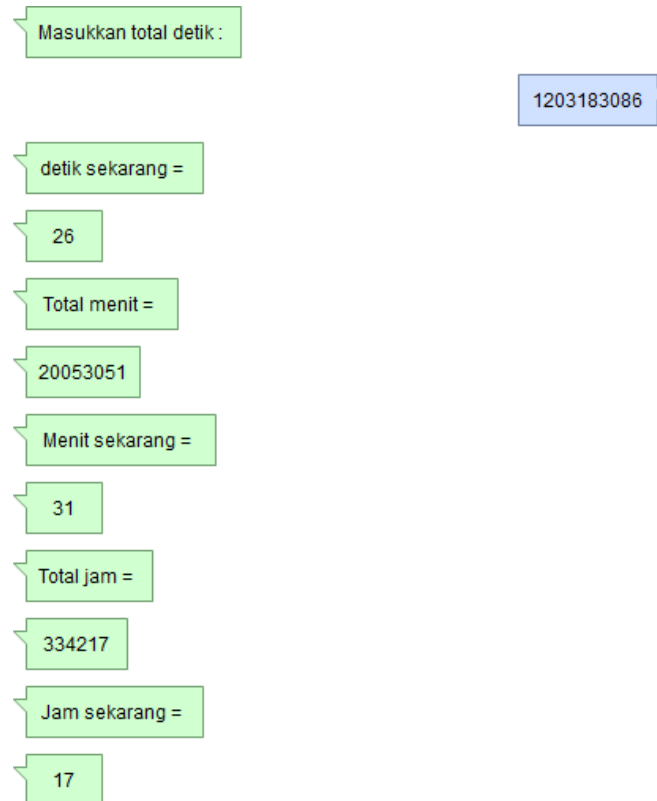 Masukkan total detik :
1203183086
detik sekarang =
26
Total menit =
20053051
Menit sekarang =
31
Total jam =
334217
Jam sekarang =
17